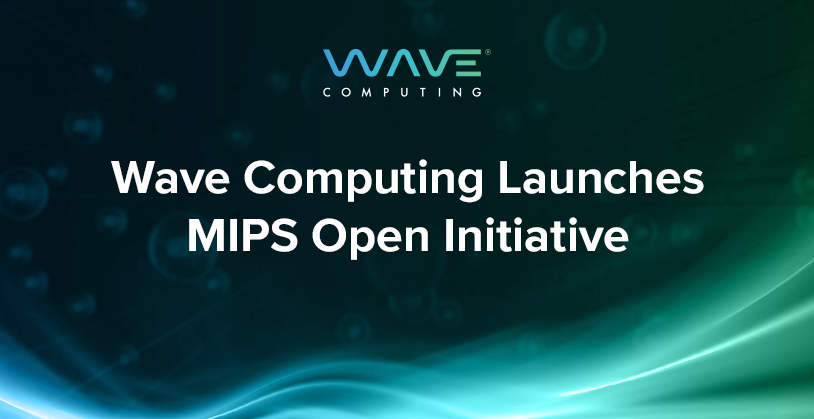 WAVE®
COMPUTING
Wave Computing Launches
MIPS Open Initiative